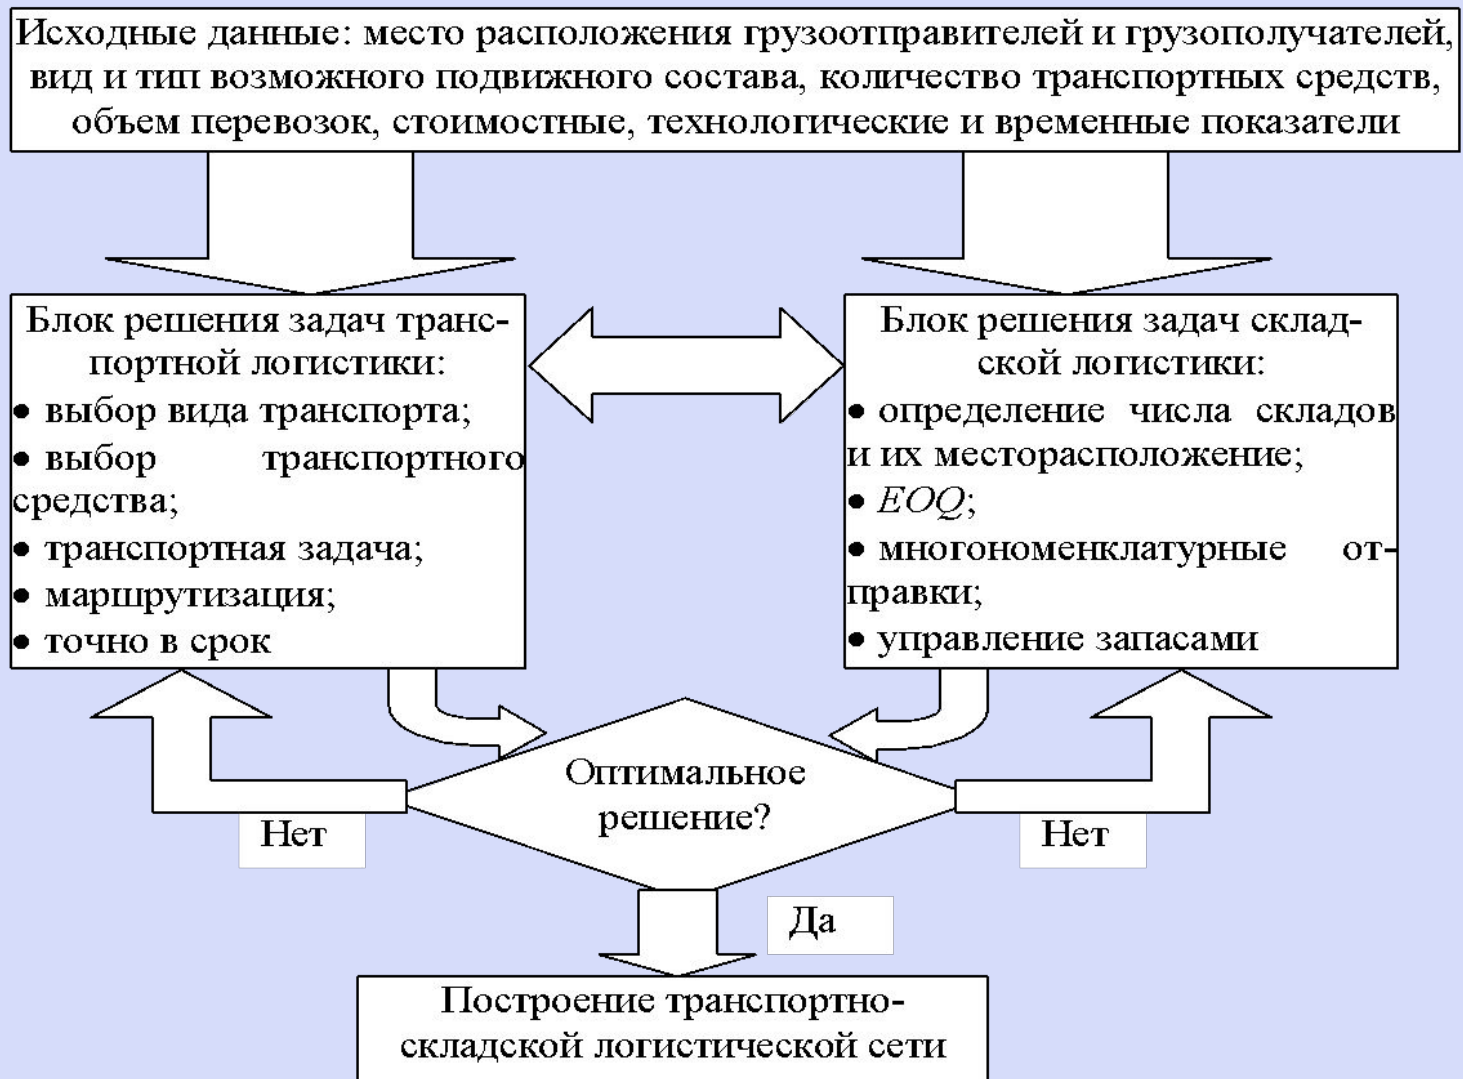 Исходные данные: место расположения грузоотправителей и грузополучателей,
вид и тип возможного подвижного состава, количество транспортных средств,
объем перевозок, стоимостные, технологические и временные показатели
Блок решения задач транс-
портной логистики:
• выбор вида транспорта;
• выбор транспортного
средства;
• транспортная задача;
• маршрутизация;
• точно в срок
Блок решения задач склад-
ской логистики:
• определение числа складов
и их месторасположение;
• EOQ;
• многономенклатурные от-
правки;
• управление запасами
Оптимальное
решение?
Нет
Нет
Да
Построение транспортно-
складской логистической сети